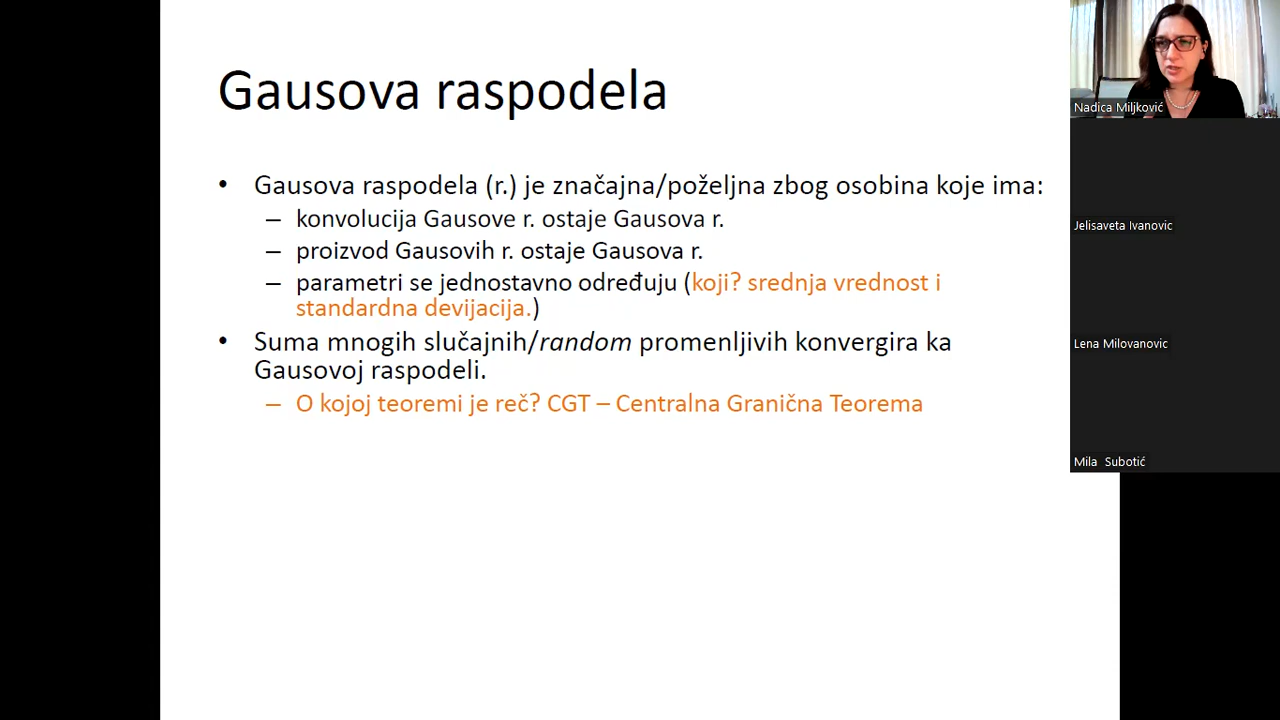 Gausova raspodela
• Gausova raspodela (r.) je značajna/poželjna zbog osobina koje ima:
– konvolucija Gausove r. ostaje Gausova r.
– proizvod Gausovih r. ostaje Gausova r.
– parametri se jednostavno određuju (koji? srednja vrednost i
standardna devijacija.)
• Suma mnogih slučajnih/random promenljivih konvergira ka
Gausovoj raspodeli.
– O kojoj teoremi je reč? CGT – Centralna Granična Teorema
Nadica Miljković
Jelisaveta Ivanovic
Lena Milovanovic
Mila Subotić